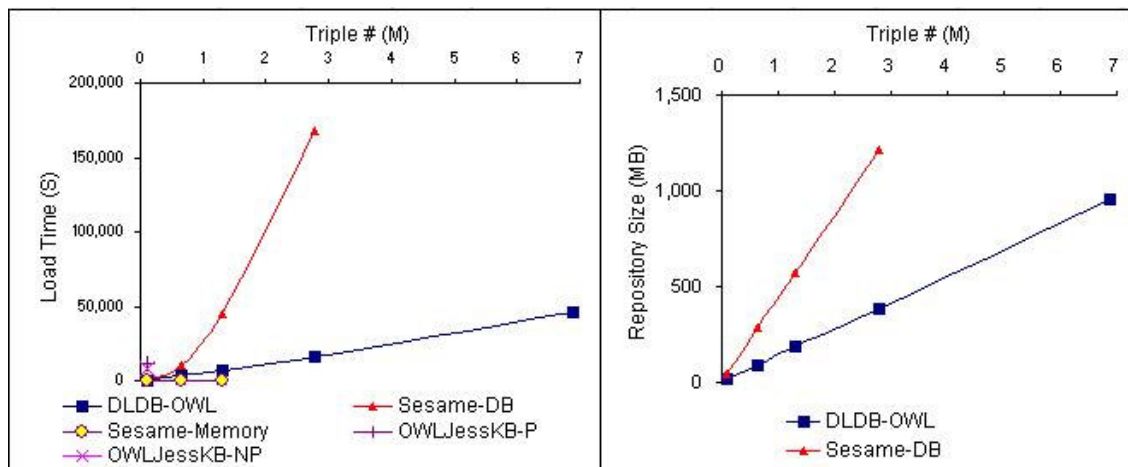 Triple # (M)
0 1 2 3 4 5 6 7
200,000
150,000
100,000
50,000
0
Load Time (S)
DLDB-OWL
Sesame-DB
Sesame-Memory
OWLJessKB-P
OWLJessKB-NP
Triple # (M)
0 1 2 3 4 5 6 7
1,500
1,000
500
0
Repository Size (MB)
DLDB-OWL
Sesame-DB